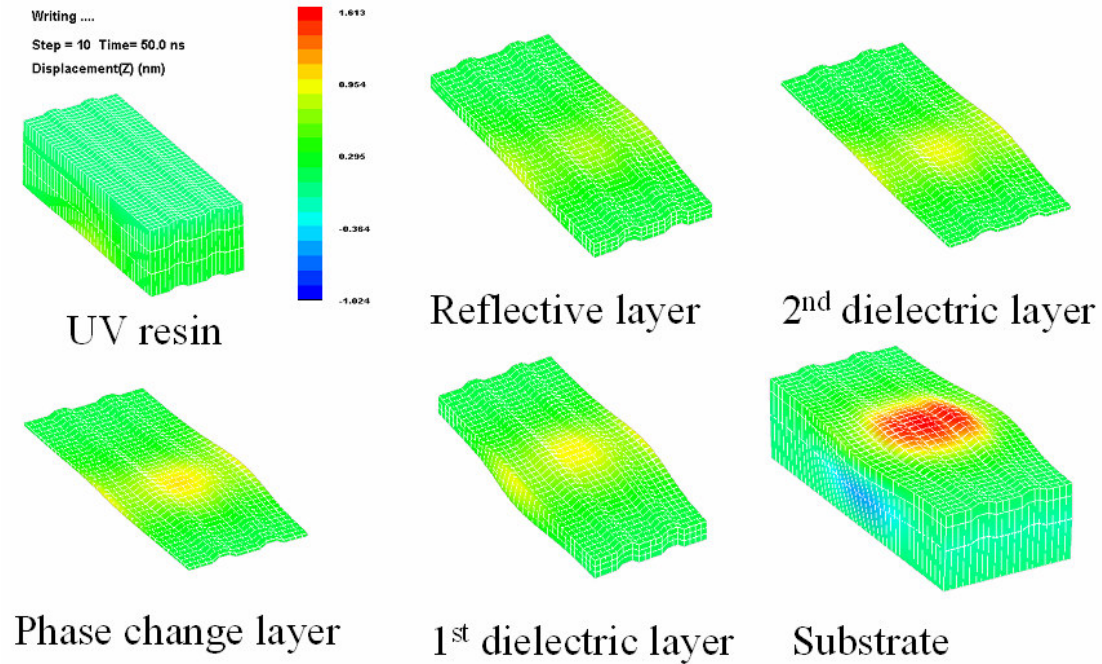 Writing ....
Step = 10 Time= 50.0 ns
Displacement(Z) (nm)
1.613
0.954
0.295
-0.364
-1.024
UV resin
Reflective layer
2nd dielectric layer
Phase change layer
1st dielectric layer
Substrate